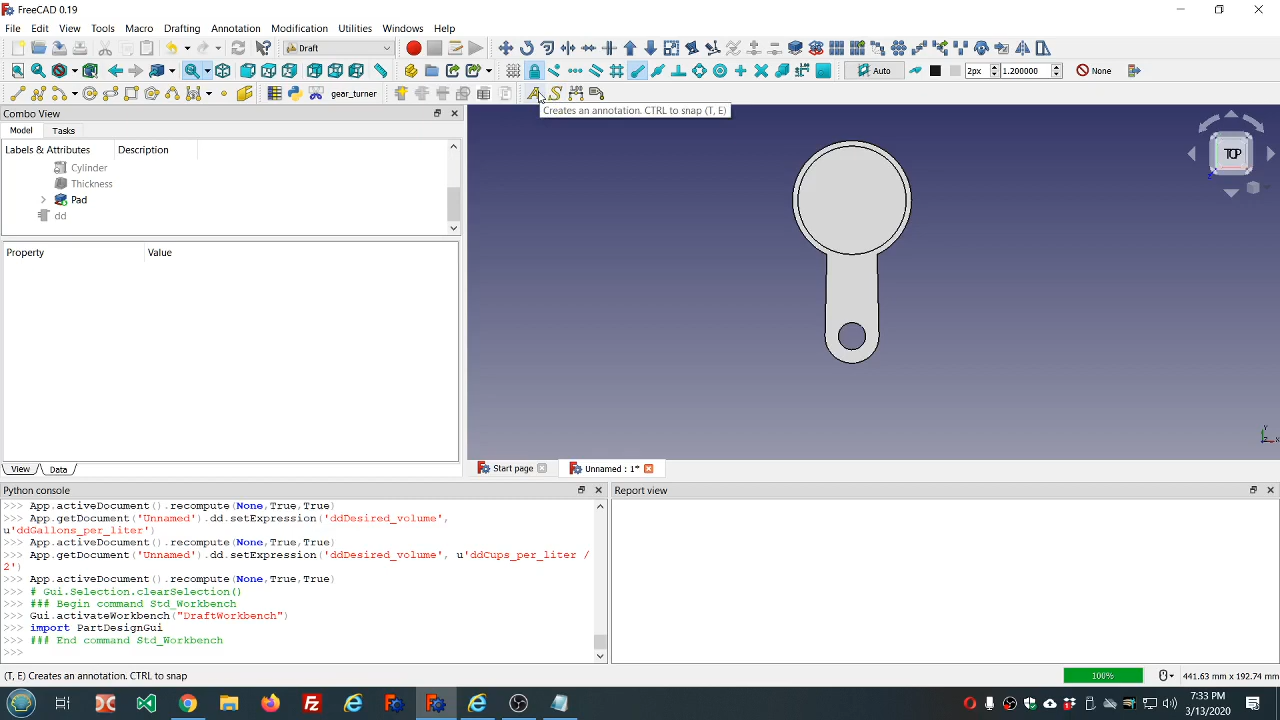 FreeCAD 0.19
File Edit View Tools Macro Drafting Annotation Modification Utilities Windows Help
Draft
Auto 2px 1.200000 None
gear_turner
Creates an annotation. CTRL to snap (T, E)
Combo View
Model Tasks
Labels & Attributes Description
Cylinder
Thickness
Pad
dd
Property Value
View Data
TOP
Start page Unnamed : 1*
Python console
>>> App.activeDocument().recompute(None,True,True)
>>> App.getDocument('Unnamed').dd.setExpression('ddDesired_volume',
u'ddGallons_per_liter')
>>> App.activeDocument().recompute(None,True,True)
>>> App.getDocument('Unnamed').dd.setExpression('ddDesired_volume', u'ddCups_per_liter /
2')
>>> App.activeDocument().recompute(None,True,True)
>>> # Gui.Selection.clearSelection()
>>> ### Begin command Std_Workbench
>>> Gui.activateWorkbench("DraftWorkbench")
>>> import PartDesignGui
>>> ### End command Std_Workbench
>>>
Report view
(T, E) Creates an annotation. CTRL to snap
100%
441.63 mm x 192.74 mm
7:33 PM
3/13/2020